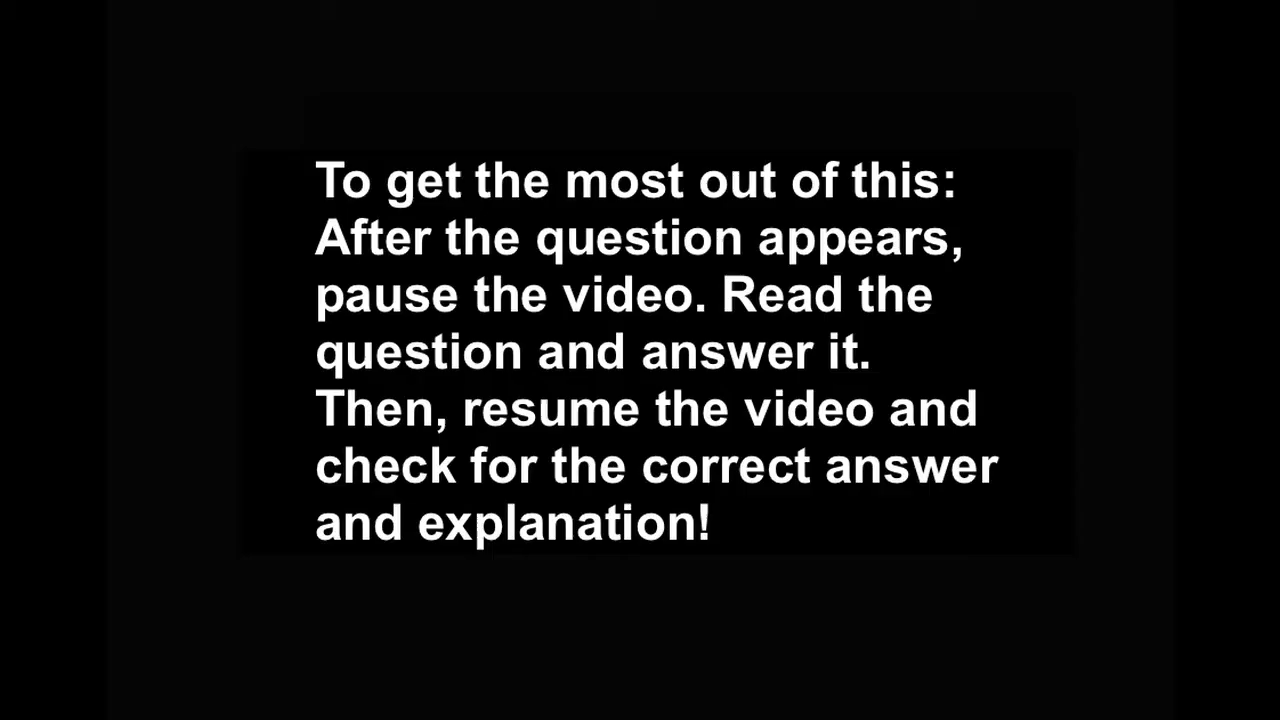 To get the most out of this:
After the question appears,
pause the video. Read the
question and answer it.
Then, resume the video and
check for the correct answer
and explanation!